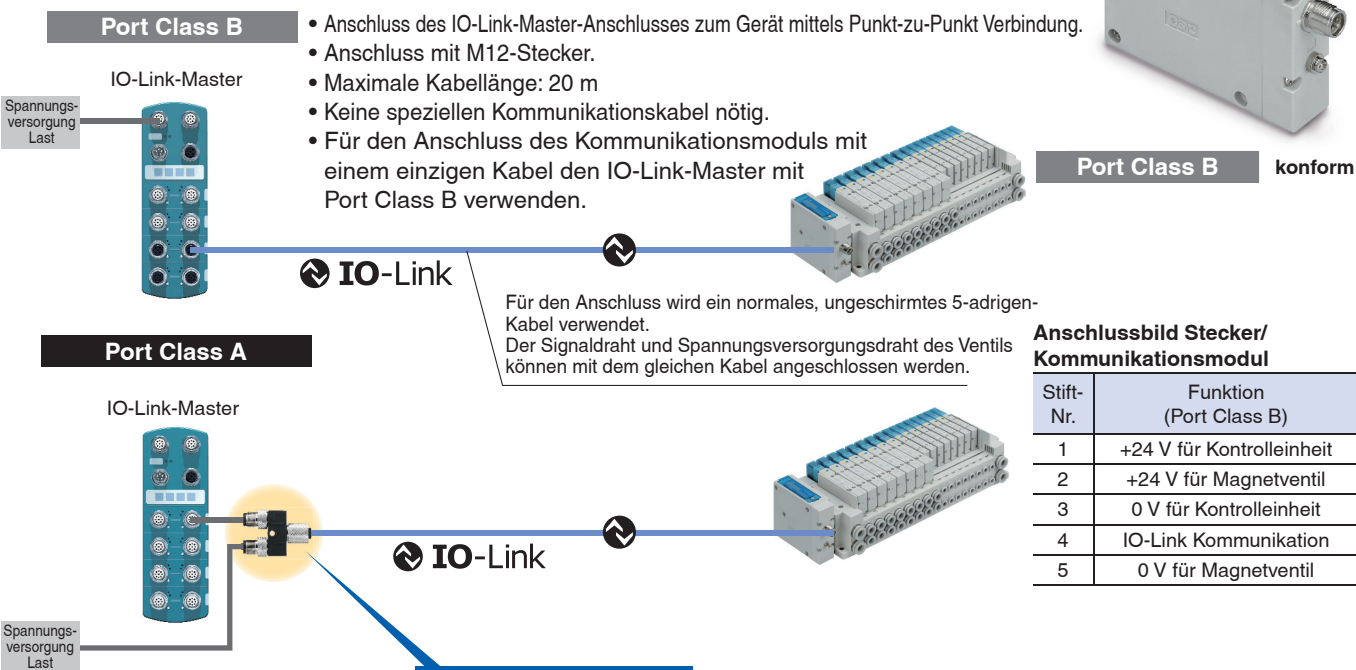 Port Class B
• Anschluss des IO-Link-Master-Anschlusses zum Gerät mittels Punkt-zu-Punkt Verbindung.
• Anschluss mit M12-Stecker.
• Maximale Kabellänge: 20 m
• Keine speziellen Kommunikationskabel nötig.
• Für den Anschluss des Kommunikationsmoduls mit
einem einzigen Kabel den IO-Link-Master mit
Port Class B verwenden.
IO-Link-Master
Spannungs-
versorgung
Last
Port Class B konform
IO-Link
Für den Anschluss wird ein normales, ungeschirmtes 5-adrigen-
Kabel verwendet.
Der Signaldraht und Spannungsversorgungsdraht des Ventils
können mit dem gleichen Kabel angeschlossen werden.
Port Class A
IO-Link-Master
IO-Link
Spannungs-
versorgung
Last
Anschlussbild Stecker/
Kommunikationsmodul
Stift-
Nr.
Funktion
(Port Class B)
1 +24 V für Kontrolleinheit
2 +24 V für Magnetventil
3 0 V für Kontrolleinheit
4 IO-Link Kommunikation
5 0 V für Magnetventil